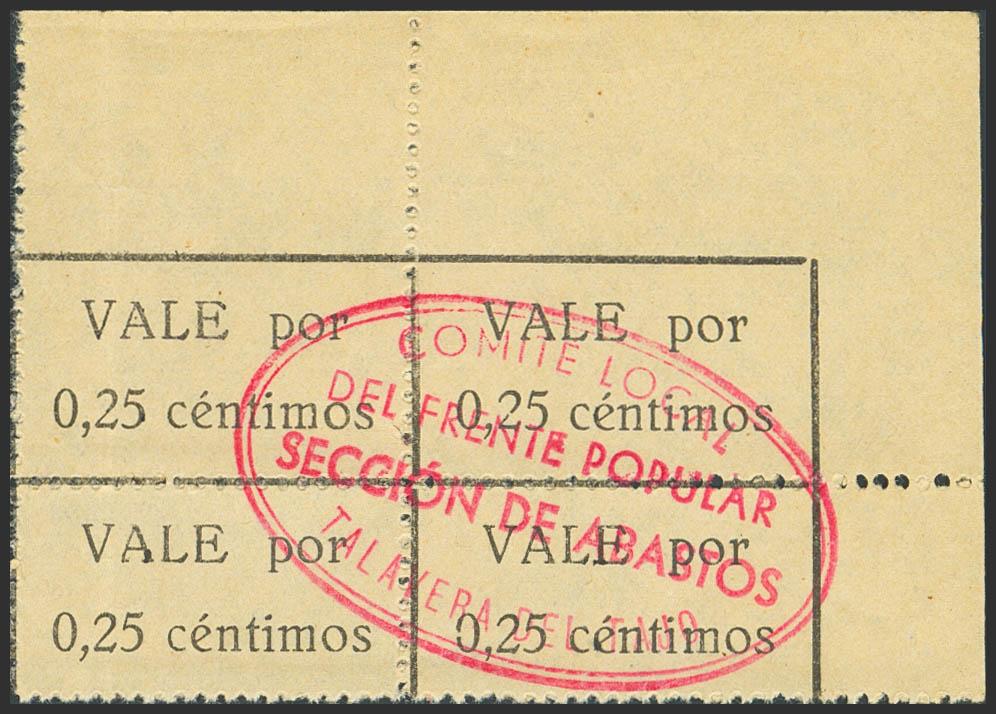 VALE por
0,25 céntimos
VALE por
0,25 céntimos
VALE por
0,25 céntimos
VALE por
0,25 céntimos
COMITE LOCAL
DEL FRENTE POPULAR
SECCIÓN DE ABASTOS
TALAVERA DEL TAJO